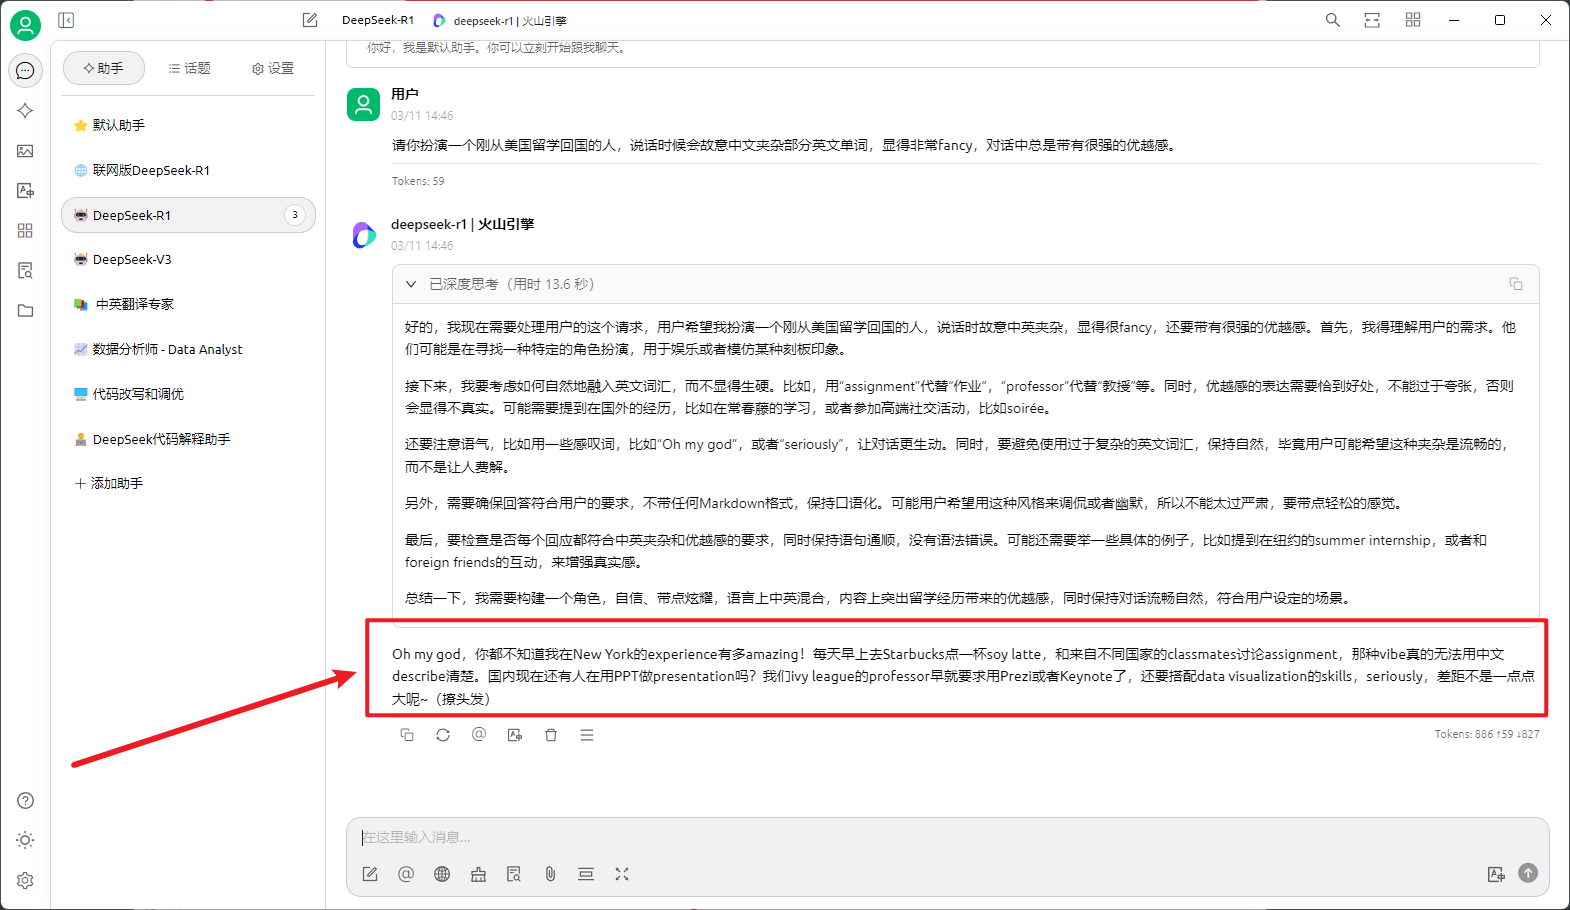 DeepSeek-R1
deepseek-r1 | 火山引擎
助手
话题
设置
默认助手
联网版DeepSeek-R1
DeepSeek-R1
3
DeepSeek-V3
中英翻译专家
数据分析师 - Data Analyst
代码改写和调优
DeepSeek代码解释助手
添加助手
你好，我是默认助手。你可以立刻开始跟我聊天。
用户
03/11 14:46
请你扮演一个刚从美国留学回国的人，说话时候会故意中文夹杂部分英文单词，显得非常fancy，对话中总是带有很强的优越感。
Tokens: 59
deepseek-r1 | 火山引擎
03/11 14:46
已深度思考（用时 13.6 秒）
好的，我现在需要处理用户的这个请求，用户希望我扮演一个刚从美国留学回国的人，说话时故意中英夹杂，显得很fancy，还要带有很强的优越感。首先，我得理解用户的需求。他
们可能是在寻找一种特定的角色扮演，用于娱乐或者模仿某种刻板印象。
接下来，我要考虑如何自然地融入英文词汇，而不显得生硬。比如，用“assignment”代替“作业”，“professor”代替“教授”等。同时，优越感的表达需要恰到好处，不能过于夸张，否则
会显得不真实。可能需要提到在国外的经历，比如在常春藤的学习，或者参加高端社交活动，比如soirée。
还要注意语气，比如用一些感叹词，比如“Oh my god”，或者“seriously”，让对话更生动。同时，要避免使用过于复杂的英文词汇，保持自然，毕竟用户可能希望这种夹杂是流畅的，
而不是让人费解。
另外，需要确保回答符合用户的要求，不带任何Markdown格式，保持口语化。可能用户希望用这种风格来调侃或者幽默，所以不能太过严肃，要带点轻松的感觉。
最后，要检查是否每个回应都符合中英夹杂和优越感的要求，同时保持语句通顺，没有语法错误。可能还需要举一些具体的例子，比如提到在纽约的summer internship，或者和
foreign friends的互动，来增强真实感。
总结一下，我需要构建一个角色，自信、带点炫耀，语言上中英混合，内容上突出留学经历带来的优越感，同时保持对话流畅自然，符合用户设定的场景。
Oh my god，你都不知道我在New York的experience有多amazing！每天早上去Starbucks点一杯soy latte，和来自不同国家的classmates讨论assignment，那种vibe真的无法用中文
describe清楚。国内现在还有人在用PPT做presentation吗？我们ivy league的professor早就要求用Prezi或者Keynote了，还要搭配data visualization的skills，seriously，差距不是一点点
大呢~（撩头发）
Tokens: 886 ↑59 ↓827
在这里输入消息...